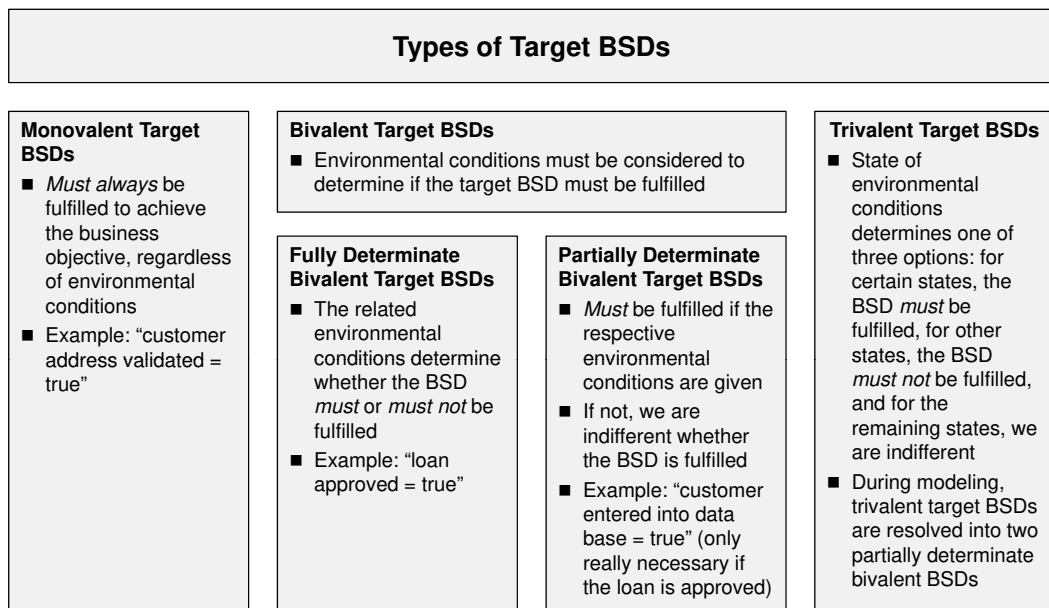 Types of Target BSDs
Monovalent Target
BSDs
■ Must always be
fulfilled to achieve
the business
objective, regardless
of environmental
conditions
■ Example: “customer
address validated =
true”
Bivalent Target BSDs
■ Environmental conditions must be considered to
determine if the target BSD must be fulfilled
Fully Determinate
Bivalent Target BSDs
■ The related
environmental
conditions determine
whether the BSD
must or must not be
fulfilled
■ Example: “loan
approved = true”
Partially Determinate
Bivalent Target BSDs
■ Must be fulfilled if the
respective
environmental
conditions are given
■ If not, we are
indifferent whether
the BSD is fulfilled
■ Example: “customer
entered into data
base = true” (only
really necessary if
the loan is approved)
Trivalent Target BSDs
■ State of
environmental
conditions
determines one of
three options: for
certain states, the
BSD must be
fulfilled, for other
states, the BSD
must not be fulfilled,
and for the
remaining states, we
are indifferent
■ During modeling,
trivalent target BSDs
are resolved into two
partially determinate
bivalent BSDs